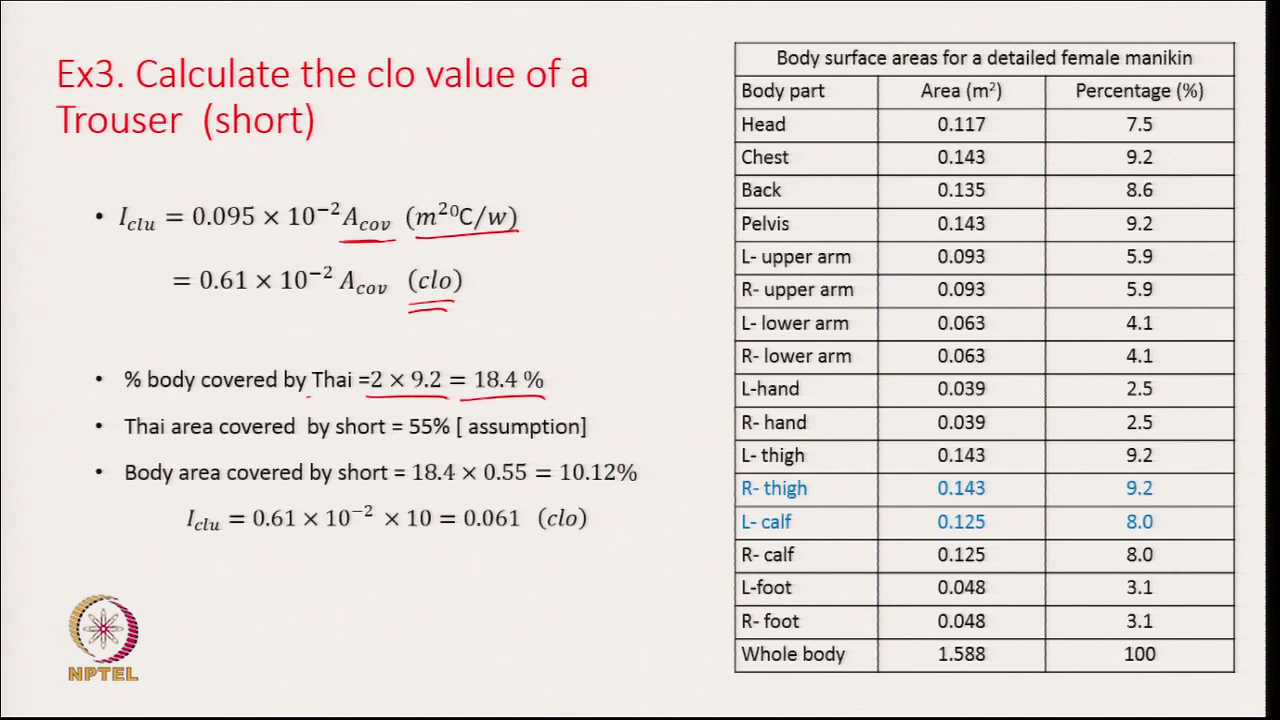 Ex3. Calculate the clo value of a
Trouser (short)
• I_clu = 0.095 × 10⁻² A_cov (m²⁰C/w)
= 0.61 × 10⁻² A_cov (clo)
• % body covered by Thai =2 × 9.2 = 18.4 %
• Thai area covered by short = 55% [ assumption]
• Body area covered by short = 18.4 × 0.55 = 10.12%
I_clu = 0.61 × 10⁻² × 10 = 0.061 (clo)
NPTEL
Body surface areas for a detailed female manikin
Body part Area (m²) Percentage (%)
Head 0.117 7.5
Chest 0.143 9.2
Back 0.135 8.6
Pelvis 0.143 9.2
L- upper arm 0.093 5.9
R- upper arm 0.093 5.9
L- lower arm 0.063 4.1
R- lower arm 0.063 4.1
L-hand 0.039 2.5
R- hand 0.039 2.5
L- thigh 0.143 9.2
R- thigh 0.143 9.2
L- calf 0.125 8.0
R- calf 0.125 8.0
L-foot 0.048 3.1
R- foot 0.048 3.1
Whole body 1.588 100